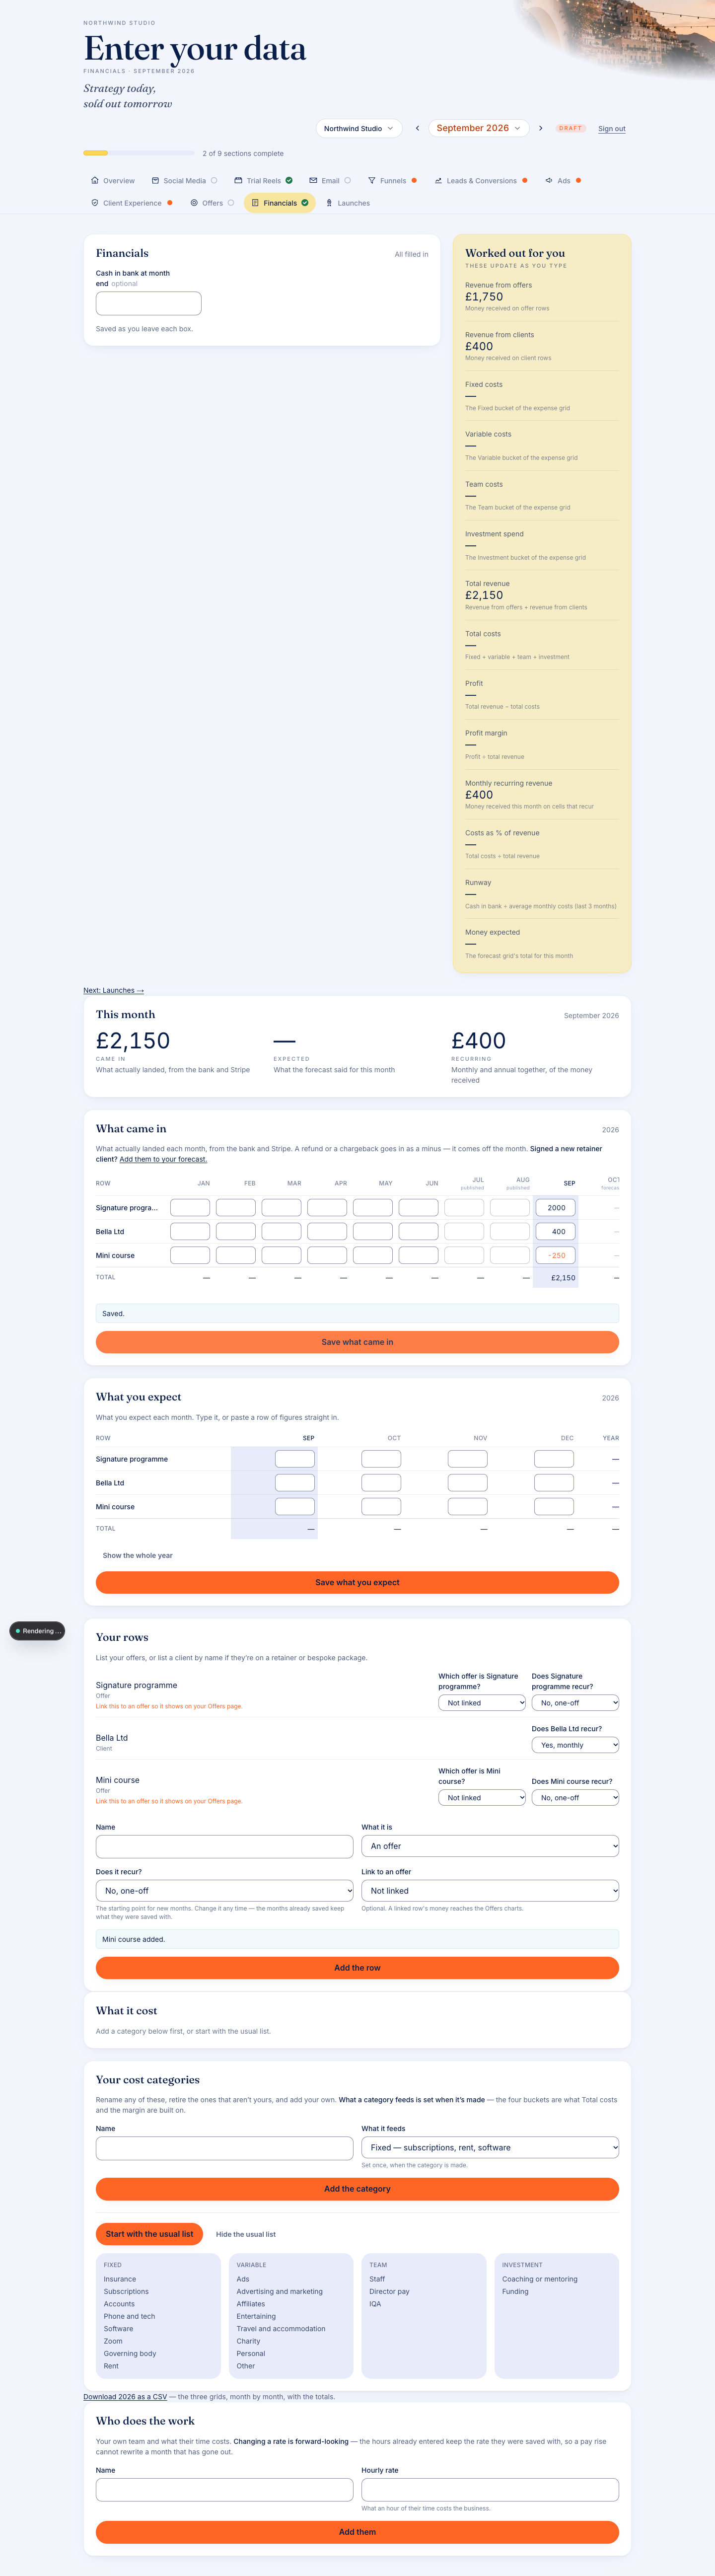 NORTHWIND STUDIO
Enter your data
FINANCIALS · SEPTEMBER 2026
Strategy today,
sold out tomorrow
Northwind Studio
September 2026
DRAFT
Sign out
2 of 9 sections complete
Overview
Social Media
Trial Reels
Email
Funnels
Leads & Conversions
Ads
Client Experience
Offers
Financials
Launches
Financials
All filled in
Cash in bank at month
end optional
Saved as you leave each box.
Worked out for you
THESE UPDATE AS YOU TYPE
Revenue from offers
£1,750
Money received on offer rows
Revenue from clients
£400
Money received on client rows
Fixed costs
—
The Fixed bucket of the expense grid
Variable costs
—
The Variable bucket of the expense grid
Team costs
—
The Team bucket of the expense grid
Investment spend
—
The Investment bucket of the expense grid
Total revenue
£2,150
Revenue from offers + revenue from clients
Total costs
—
Fixed + variable + team + investment
Profit
—
Total revenue − total costs
Profit margin
—
Profit ÷ total revenue
Monthly recurring revenue
£400
Money received this month on cells that recur
Costs as % of revenue
—
Total costs ÷ total revenue
Runway
—
Cash in bank ÷ average monthly costs (last 3 months)
Money expected
—
The forecast grid's total for this month
Next: Launches →
This month
September 2026
£2,150
CAME IN
What actually landed, from the bank and Stripe
—
EXPECTED
What the forecast said for this month
£400
RECURRING
Monthly and annual together, of the money
received
What came in
2026
What actually landed each month, from the bank and Stripe. A refund or a chargeback goes in as a minus — it comes off the month. Signed a new retainer
client? Add them to your forecast.
ROW JAN FEB MAR APR MAY JUN JUL published AUG published SEP OCT forecas
Signature progra... 2000 —
Bella Ltd 400 —
Mini course -250 —
TOTAL — — — — — — — — £2,150 —
Saved.
Save what came in
What you expect
2026
What you expect each month. Type it, or paste a row of figures straight in.
ROW SEP OCT NOV DEC YEAR
Signature programme —
Bella Ltd —
Mini course —
TOTAL — — — — —
Show the whole year
Save what you expect
Rendering ...
Your rows
List your offers, or list a client by name if they're on a retainer or bespoke package.
Signature programme
Offer
Link this to an offer so it shows on your Offers page.
Which offer is Signature
programme?
Not linked
Does Signature
programme recur?
No, one-off
Bella Ltd
Client
Does Bella Ltd recur?
Yes, monthly
Mini course
Offer
Link this to an offer so it shows on your Offers page.
Which offer is Mini
course?
Not linked
Does Mini course recur?
No, one-off
Name
What it is
An offer
Does it recur?
No, one-off
The starting point for new months. Change it any time — the months already saved keep
what they were saved with.
Link to an offer
Not linked
Optional. A linked row's money reaches the Offers charts.
Mini course added.
Add the row
What it cost
Add a category below first, or start with the usual list.
Your cost categories
Rename any of these, retire the ones that aren't yours, and add your own. What a category feeds is set when it's made — the four buckets are what Total costs
and the margin are built on.
Name
What it feeds
Fixed — subscriptions, rent, software
Set once, when the category is made.
Add the category
Start with the usual list
Hide the usual list
FIXED
Insurance
Subscriptions
Accounts
Phone and tech
Software
Zoom
Governing body
Rent
VARIABLE
Ads
Advertising and marketing
Affiliates
Entertaining
Travel and accommodation
Charity
Personal
Other
TEAM
Staff
Director pay
IQA
INVESTMENT
Coaching or mentoring
Funding
Download 2026 as a CSV — the three grids, month by month, with the totals.
Who does the work
Your own team and what their time costs. Changing a rate is forward-looking — the hours already entered keep the rate they were saved with, so a pay rise
cannot rewrite a month that has gone out.
Name
Hourly rate
What an hour of their time costs the business.
Add them